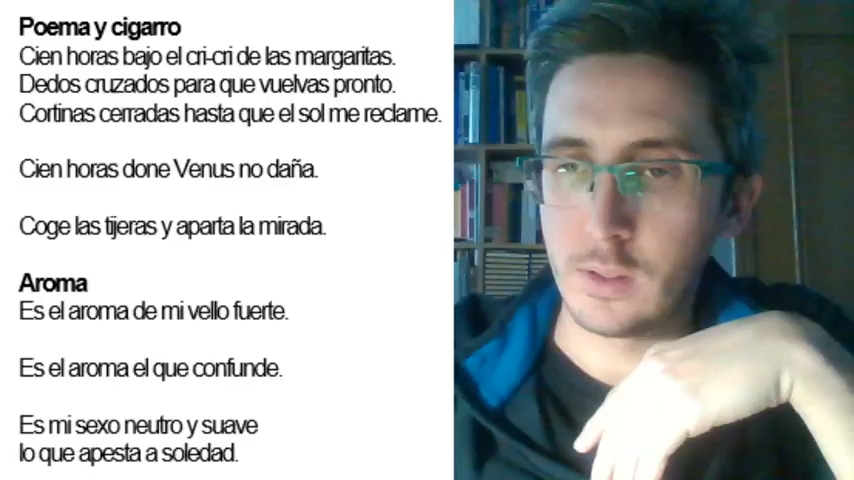 Poema y cigarro
Cien horas bajo el cri-cri de las margaritas.
Dedos cruzados para que vuelvas pronto.
Cortinas cerradas hasta que el sol me reclame.
Cien horas done Venus no daña.
Coge las tijeras y aparta la mirada.
Aroma
Es el aroma de mi vello fuerte.
Es el aroma el que confunde.
Es mi sexo neutro y suave
lo que apesta a soledad.